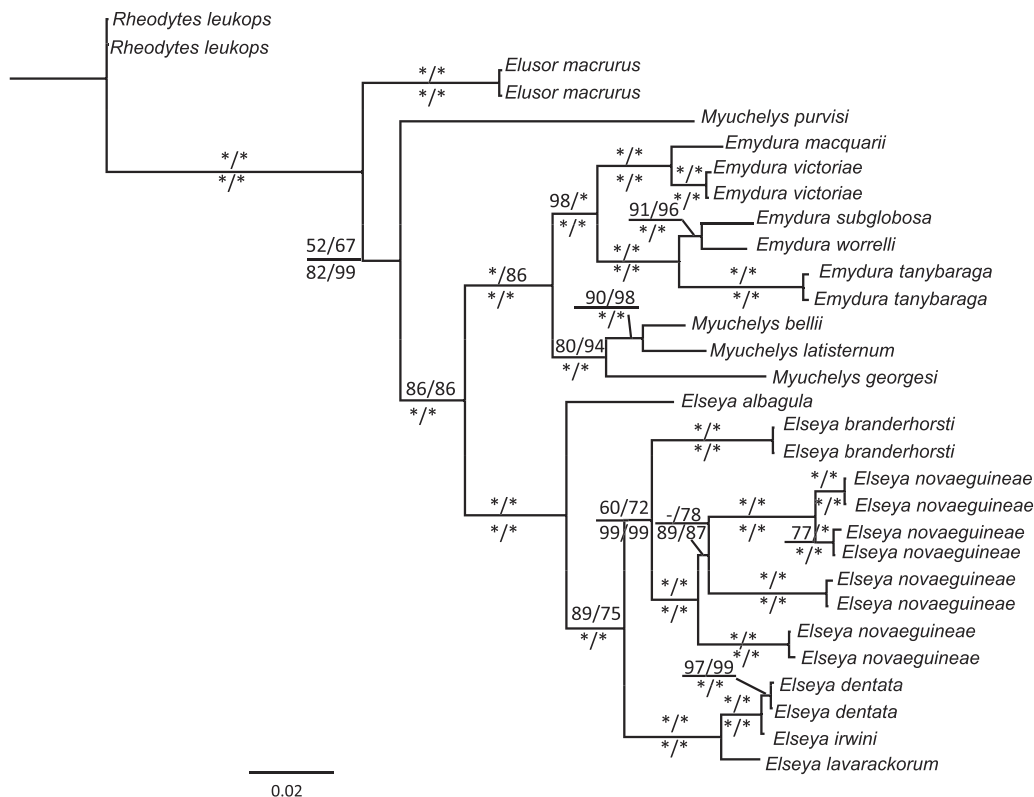 Rheodytes leukops
Rheodytes leukops
Elusor macrurus
*/*
*/*
Elusor macrurus
Myuchelys purvisi
Emydura macquarii
*/*
*/*
Emydura victoriae
*/*
*/*
Emydura victoriae
*/*
*/*
98/*
*/*
91/96
*/*
Emydura subglobosa
Emydura worrelli
*/*
*/*
52/67
82/99
*/*
*/*
Emydura tanybaraga
Emydura tanybaraga
*/86
*/*
90/98
*/*
Myuchelys bellii
80/94
*/*
Myuchelys latisternum
Myuchelys georgesi
86/86
*/*
Elseya albagula
Elseya branderhorsti
*/*
*/*
Elseya branderhorsti
*/*
*/*
Elseya novaeguineae
Elseya novaeguineae
*/*
*/*
*/*
*/*
60/72
99/99
-/78
89/87
77/*
*/*
Elseya novaeguineae
Elseya novaeguineae
*/*
*/*
*/*
*/*
Elseya novaeguineae
Elseya novaeguineae
89/75
*/*
Elseya novaeguineae
*/*
*/*
Elseya novaeguineae
97/99
*/*
Elseya dentata
*/*
*/*
Elseya dentata
*/*
*/*
Elseya irwini
Elseya lavarackorum
0.02